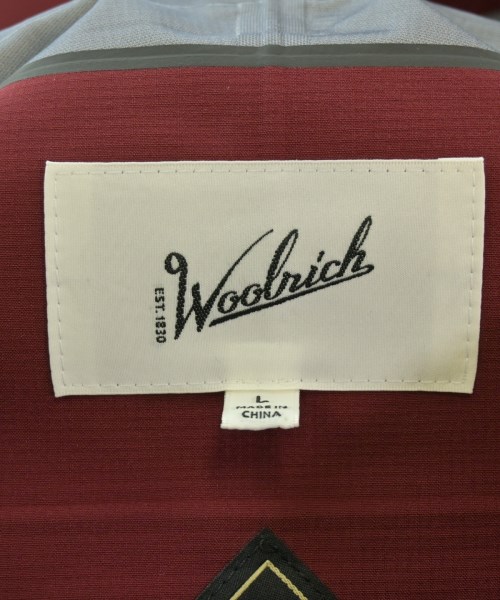 Woolrich
EST. 1830
L
MADE IN
CHINA